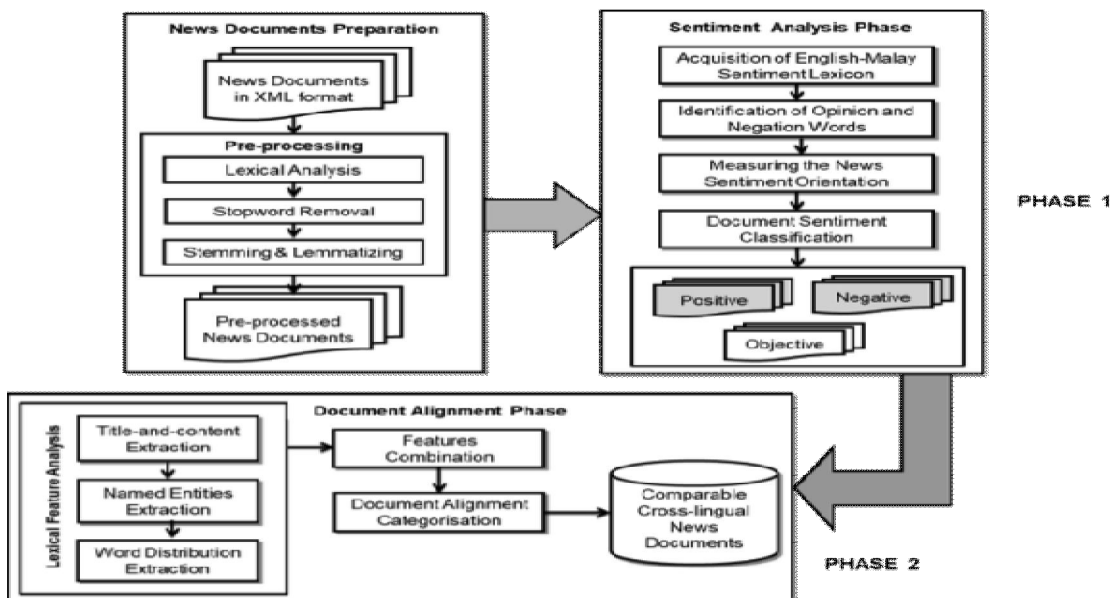 News Documents Preparation
News Documents
in XML format
Pre-processing
Lexical Analysis
Stopword Removal
Stemming & Lemmatizing
Pre-processed
News Documents
Sentiment Analysis Phase
Acquisition of English-Malay
Sentiment Lexicon
Identification of Opinion and
Negation Words
Measuring the News
Sentiment Orientation
Document Sentiment
Classification
Positive
Negative
Objective
PHASE 1
Document Alignment Phase
Lexical Feature Analysis
Title-and-content
Extraction
Named Entities
Extraction
Word Distribution
Extraction
Features
Combination
Document Alignment
Categorisation
Comparable
Cross-lingual
News
Documents
PHASE 2